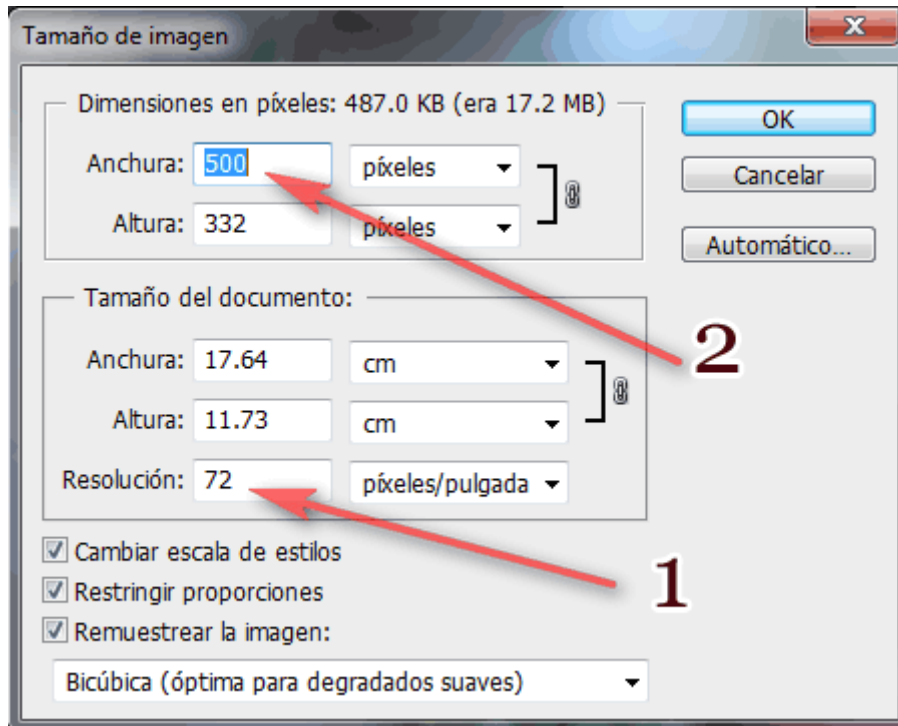 Tamaño de imagen
Dimensiones en píxeles: 487.0 KB (era 17.2 MB)
Anchura: 500 píxeles
Altura: 332 píxeles
OK
Cancelar
Automático...
2
Tamaño del documento:
Anchura: 17.64 cm
Altura: 11.73 cm
Resolución: 72 píxeles/pulgada
1
Cambiar escala de estilos
Restringir proporciones
Remuestrear la imagen:
Bicúbica (óptima para degradados suaves)